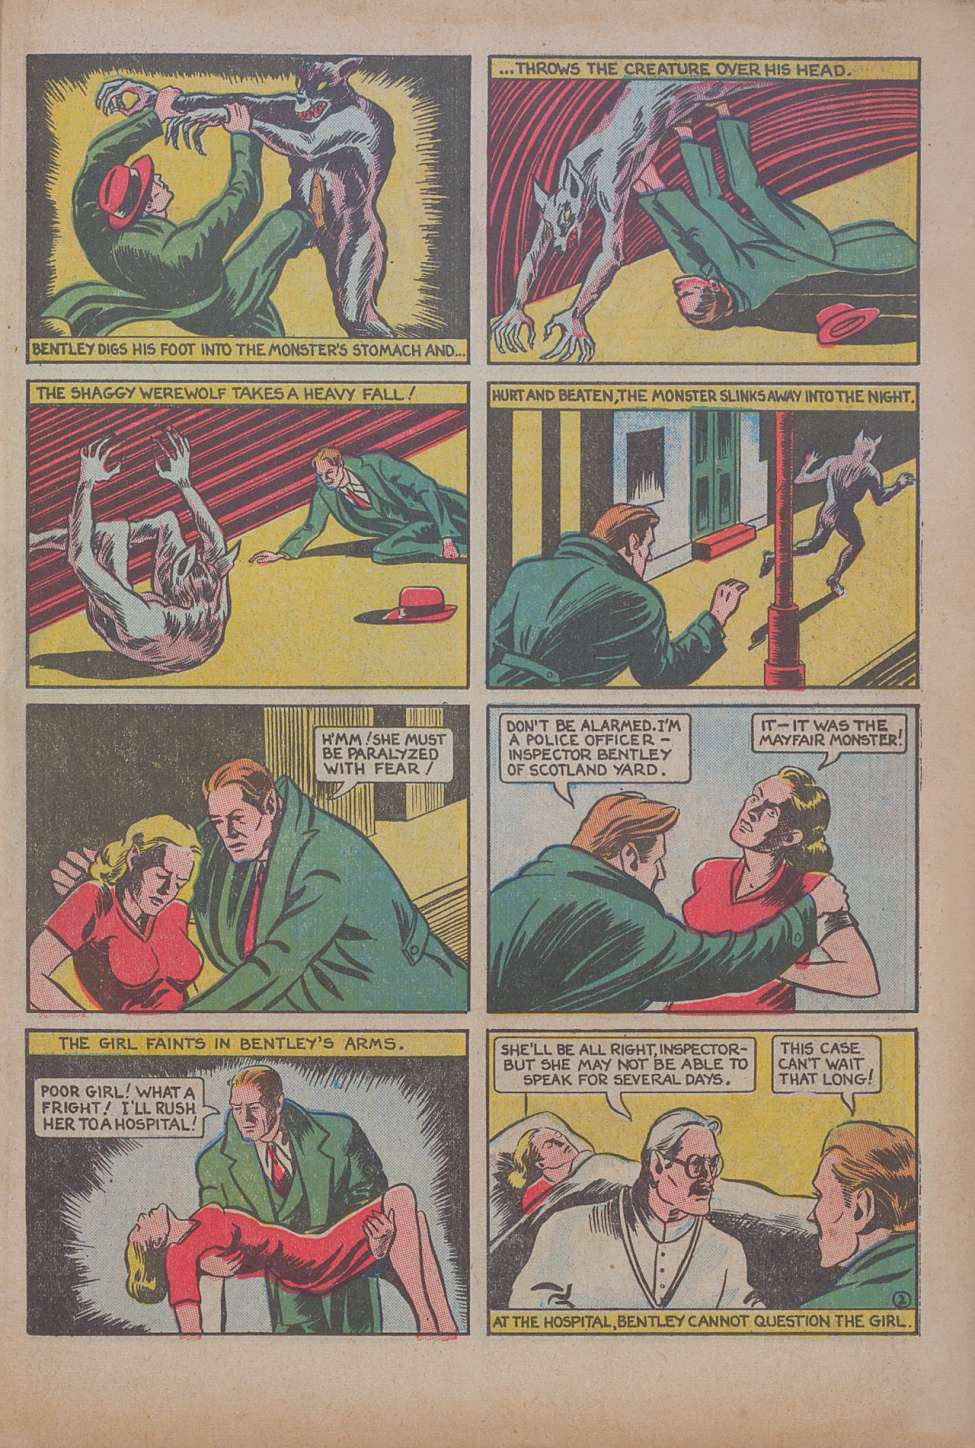 BENTLEY DIGS HIS FOOT INTO THE MONSTER'S STOMACH AND...
...THROWS THE CREATURE OVER HIS HEAD.
THE SHAGGY WEREWOLF TAKES A HEAVY FALL!
HURT AND BEATEN, THE MONSTER SLINKS AWAY INTO THE NIGHT.
H'MM! SHE MUST
BE PARALYZED
WITH FEAR!
DON'T BE ALARMED. I'M
A POLICE OFFICER -
INSPECTOR BENTLEY
OF SCOTLAND YARD.
IT - IT WAS THE
MAYFAIR MONSTER!
THE GIRL FAINTS IN BENTLEY'S ARMS.
POOR GIRL! WHAT A
FRIGHT! I'LL RUSH
HER TO A HOSPITAL!
SHE'LL BE ALL RIGHT, INSPECTOR-
BUT SHE MAY NOT BE ABLE TO
SPEAK FOR SEVERAL DAYS.
THIS CASE
CAN'T WAIT
THAT LONG!
2
AT THE HOSPITAL, BENTLEY CANNOT QUESTION THE GIRL.